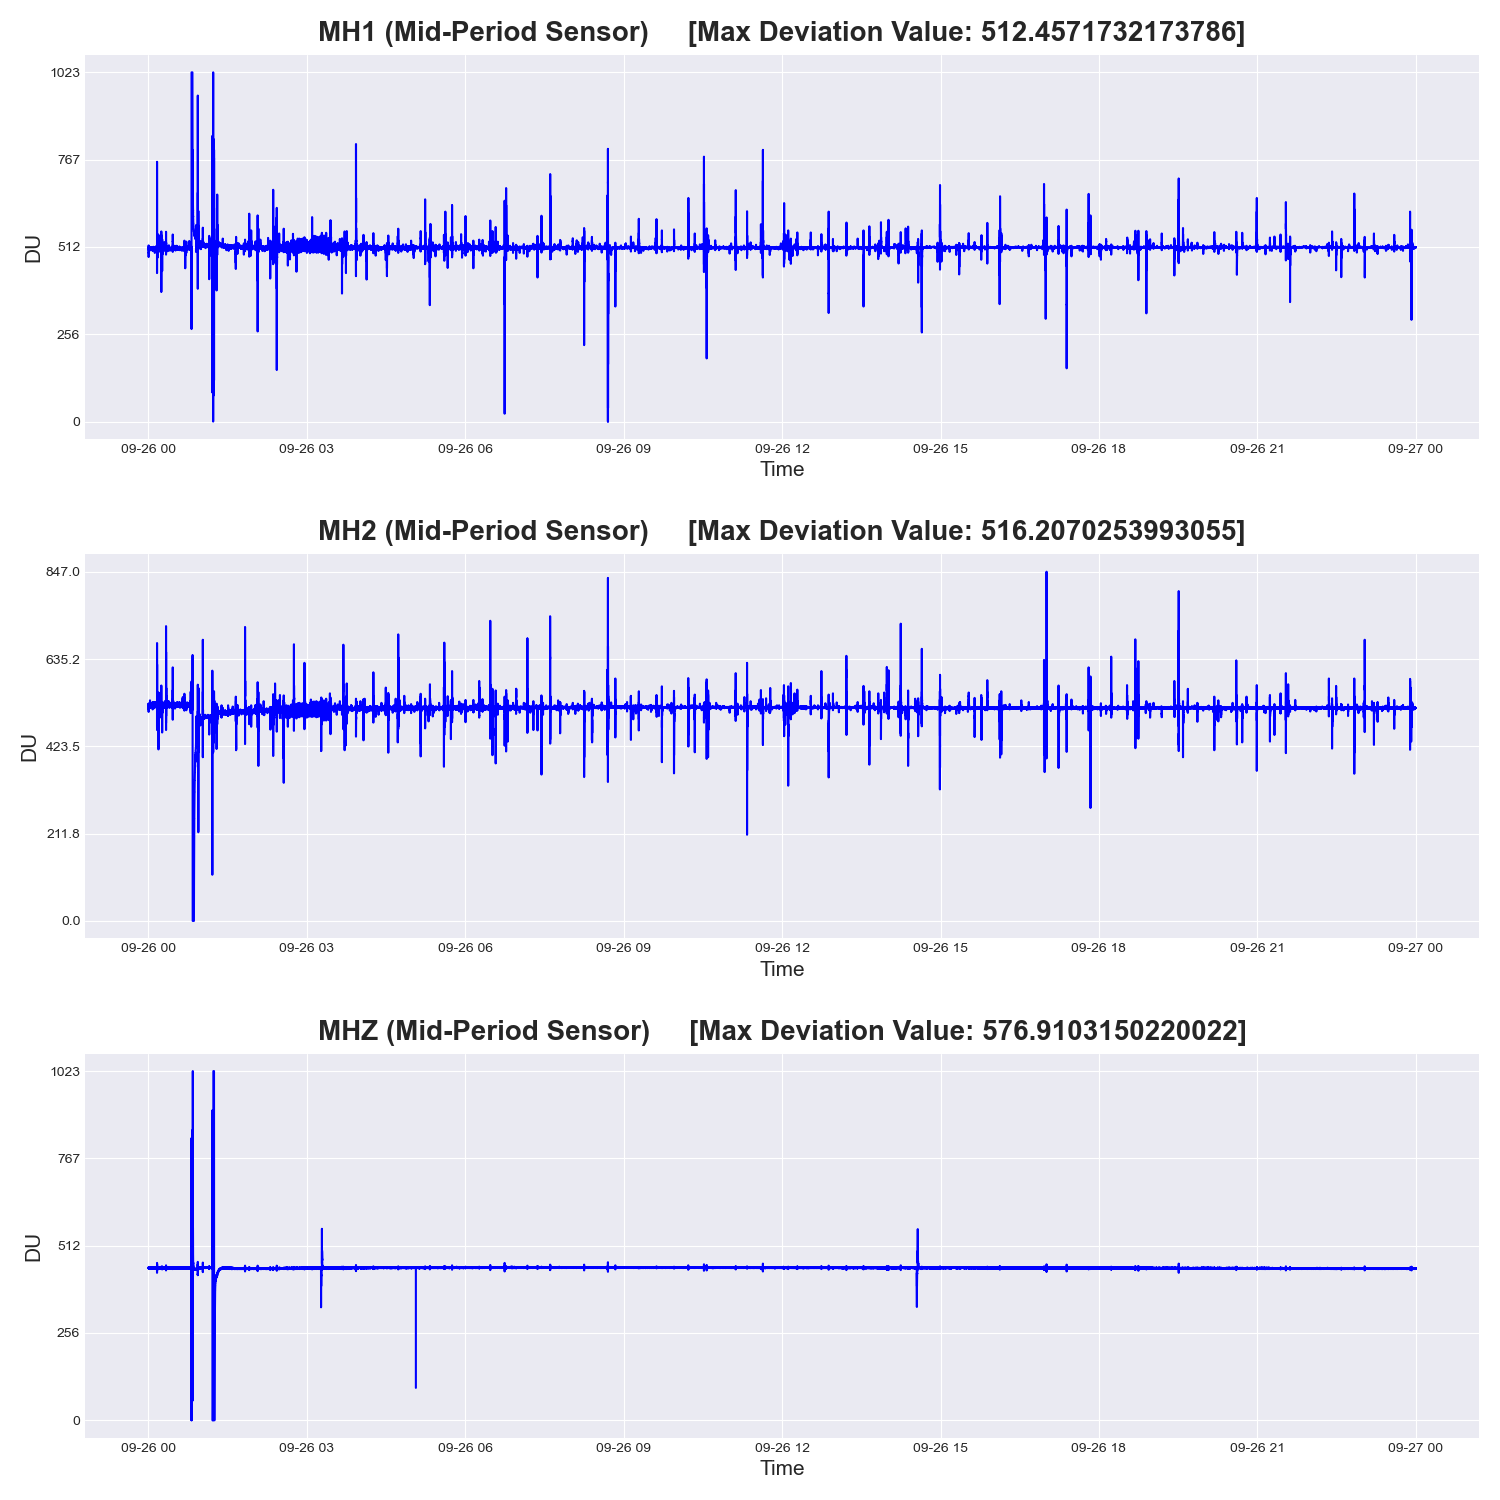 MH1 (Mid-Period Sensor) [Max Deviation Value: 512.4571732173786]
1023
767
512
256
0
DU
09-26 00 09-26 03 09-26 06 09-26 09 09-26 12 09-26 15 09-26 18 09-26 21 09-27 00
Time
MH2 (Mid-Period Sensor) [Max Deviation Value: 516.2070253993055]
847.0
635.2
423.5
211.8
0.0
DU
09-26 00 09-26 03 09-26 06 09-26 09 09-26 12 09-26 15 09-26 18 09-26 21 09-27 00
Time
MHZ (Mid-Period Sensor) [Max Deviation Value: 576.9103150220022]
1023
767
512
256
0
DU
09-26 00 09-26 03 09-26 06 09-26 09 09-26 12 09-26 15 09-26 18 09-26 21 09-27 00
Time